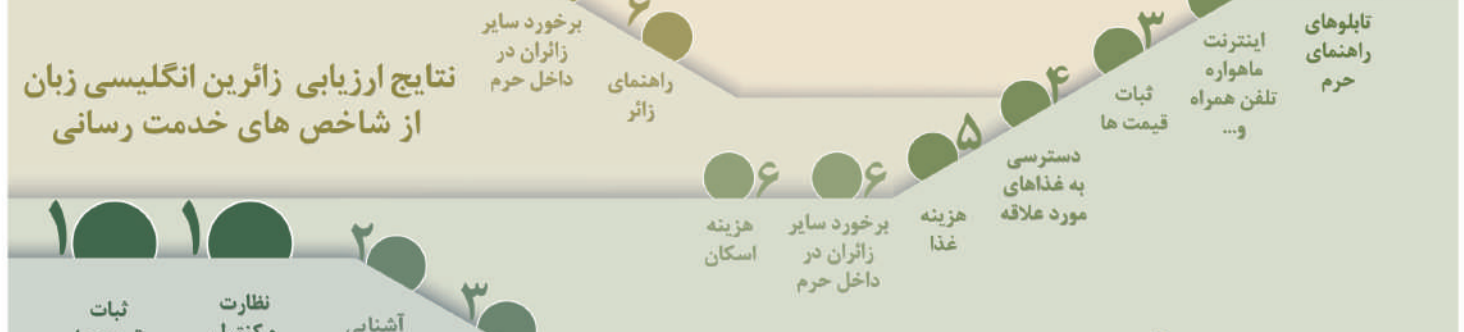 تابلوهای
راهنمای
حرم
اینترنت
ماهواره
تلفن همراه
و...
۳
ثبات
قیمت ها
۴
دسترسی
به غذاهای
مورد علاقه
۵
هزینه
غذا
۶
برخورد سایر
زائران در
داخل حرم
۶
هزینه
اسکان
۶
راهنمای
زائر
برخورد سایر
زائران در
داخل حرم
نتایج ارزیابی زائرین انگلیسی زبان
از شاخص های خدمت رسانی
۱
ثبات
۱
نظارت
۲
آشنایی
۳